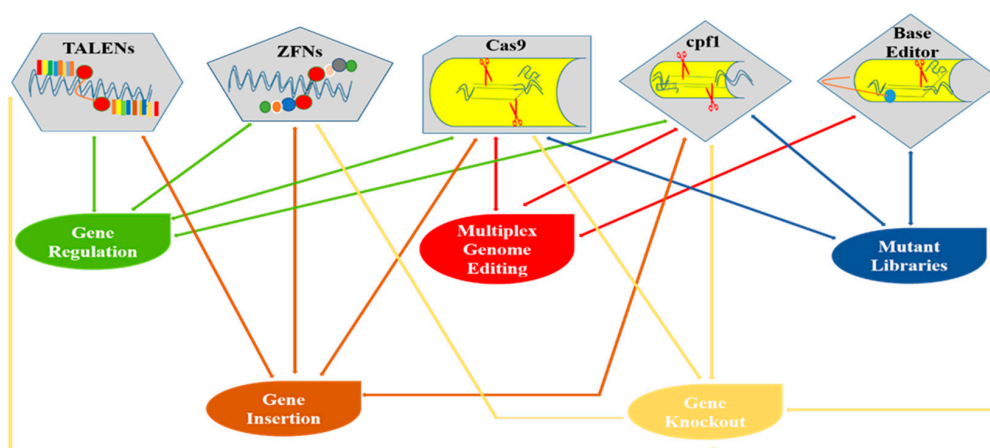 TALENs
ZFNs
Cas9
cpf1
Base
Editor
Gene
Regulation
Multiplex
Genome
Editing
Mutant
Libraries
Gene
Insertion
Gene
Knockout